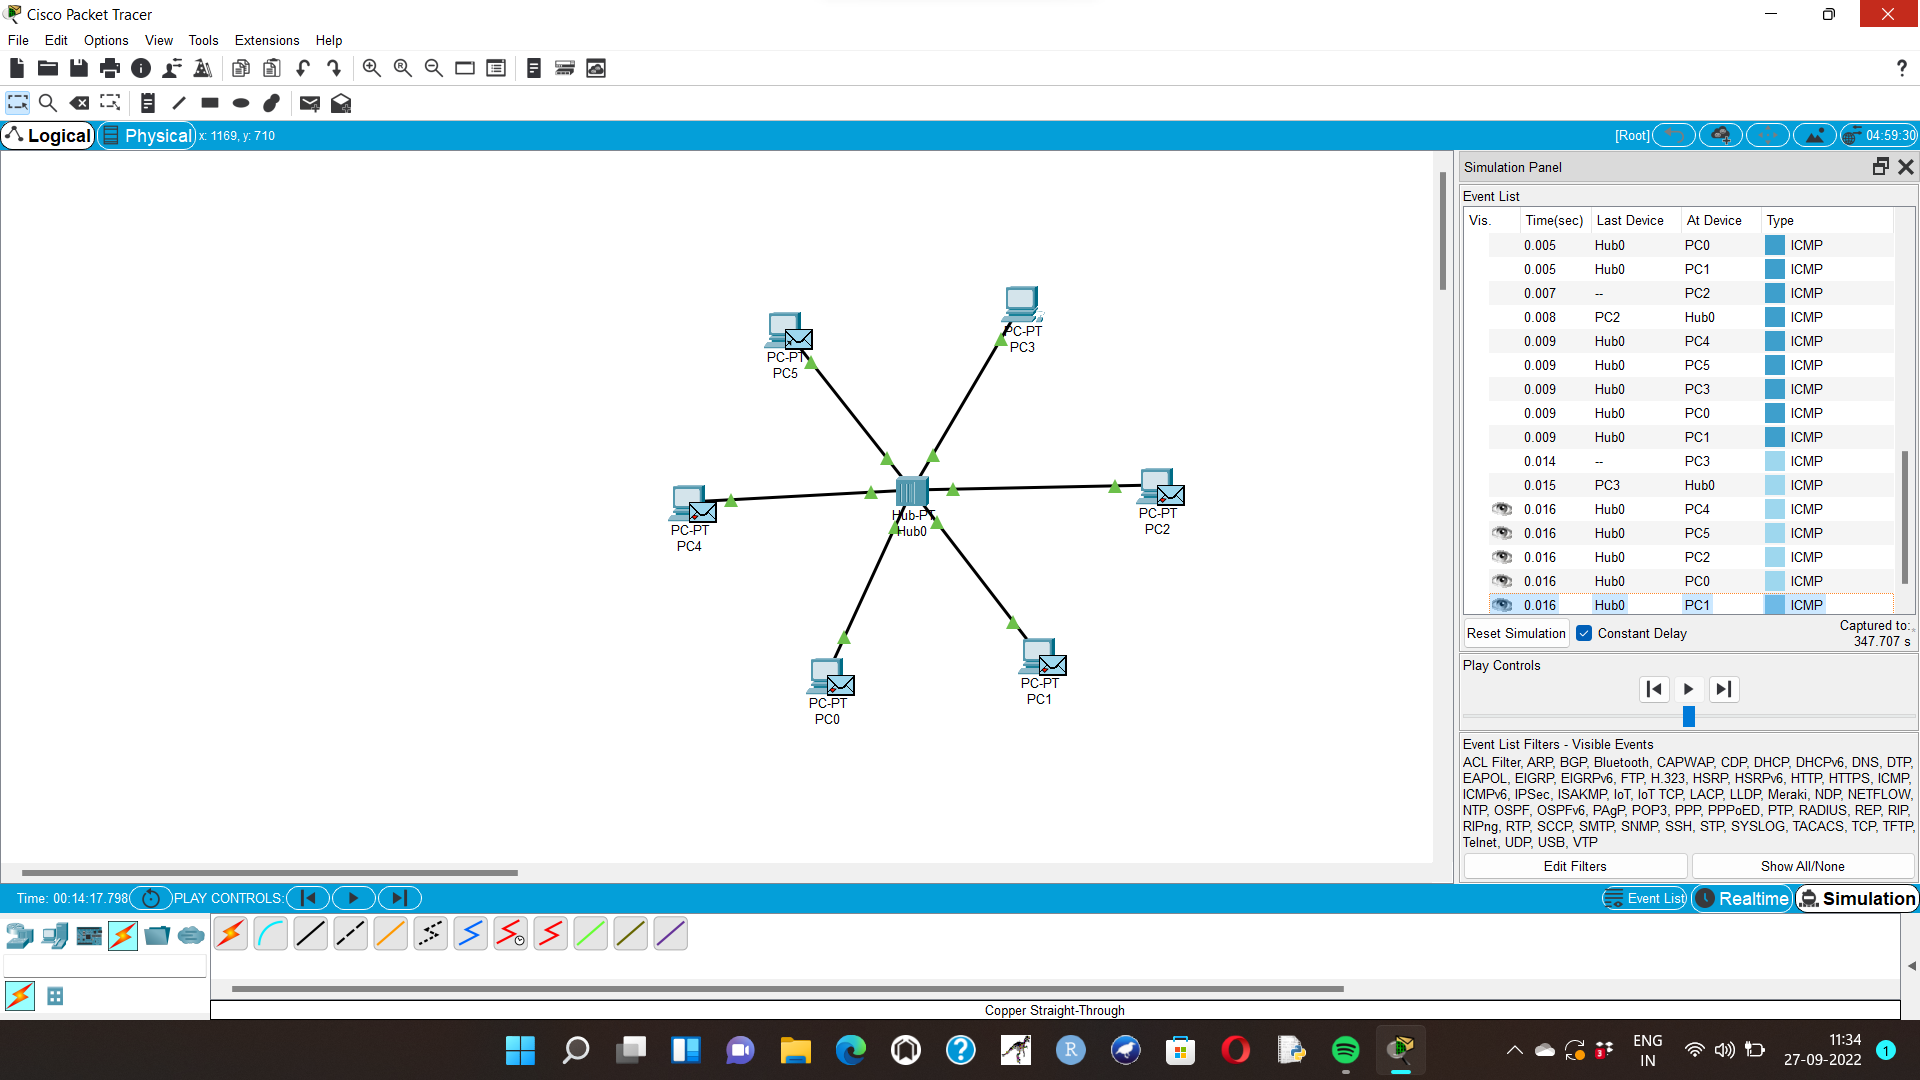 Cisco Packet Tracer
File Edit Options View Tools Extensions Help
Logical Physical x: 1169, y: 710 [Root] 04:59:30
Simulation Panel
Event List
Vis. Time(sec) Last Device At Device Type
0.005 Hub0 PC0 ICMP
0.005 Hub0 PC1 ICMP
0.007 -- PC2 ICMP
0.008 PC2 Hub0 ICMP
0.009 Hub0 PC4 ICMP
0.009 Hub0 PC5 ICMP
0.009 Hub0 PC3 ICMP
0.009 Hub0 PC0 ICMP
0.009 Hub0 PC1 ICMP
0.014 -- PC3 ICMP
0.015 PC3 Hub0 ICMP
0.016 Hub0 PC4 ICMP
0.016 Hub0 PC5 ICMP
0.016 Hub0 PC2 ICMP
0.016 Hub0 PC0 ICMP
0.016 Hub0 PC1 ICMP
Reset Simulation Constant Delay Captured to:
347.707 s
Play Controls
Event List Filters - Visible Events
ACL Filter, ARP, BGP, Bluetooth, CAPWAP, CDP, DHCP, DHCPv6, DNS, DTP,
EAPOL, EIGRP, EIGRPv6, FTP, H.323, HSRP, HSRPv6, HTTP, HTTPS, ICMP,
ICMPv6, IPSec, ISAKMP, IoT, IoT TCP, LACP, LLDP, Meraki, NDP, NETFLOW,
NTP, OSPF, OSPFv6, PAgP, POP3, PPP, PPPoED, PTP, RADIUS, REP, RIP,
RIPng, RTP, SCCP, SMTP, SNMP, SSH, STP, SYSLOG, TACACS, TCP, TFTP,
Telnet, UDP, USB, VTP
Edit Filters Show All/None
PC-PT
PC3
PC-PT
PC5
PC-PT
PC2
Hub-PT
Hub0
PC-PT
PC4
PC-PT
PC1
PC-PT
PC0
Time: 00:14:17.798 PLAY CONTROLS: Event List Realtime Simulation
Copper Straight-Through
ENG
IN
11:34
27-09-2022
1
R
3
?